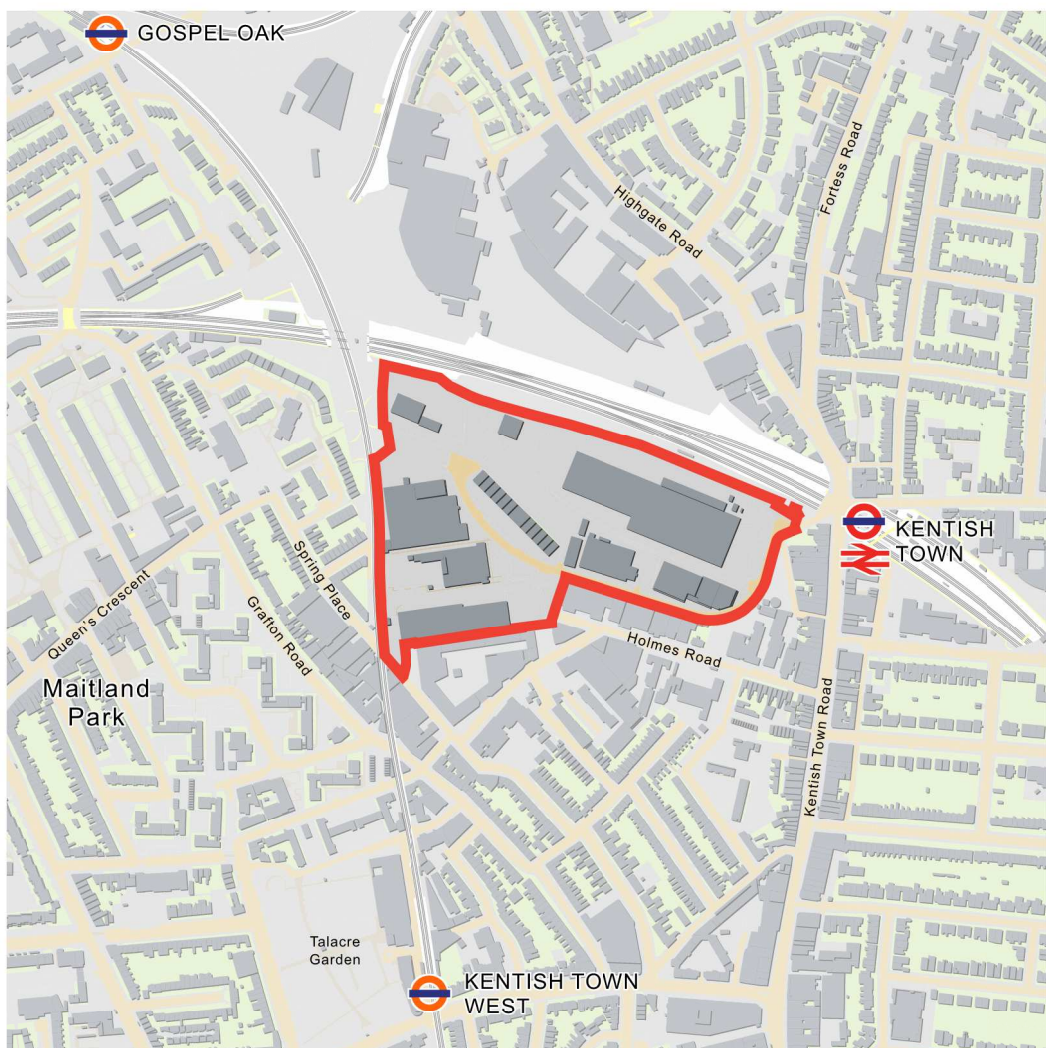 GOSPEL OAK
Fortess Road
Highgate Road
KENTISH
TOWN
Spring Place
Queen's Crescent
Grafton Road
Holmes Road
Maitland
Park
Kentish Town Road
Talacre
Garden
KENTISH TOWN
WEST